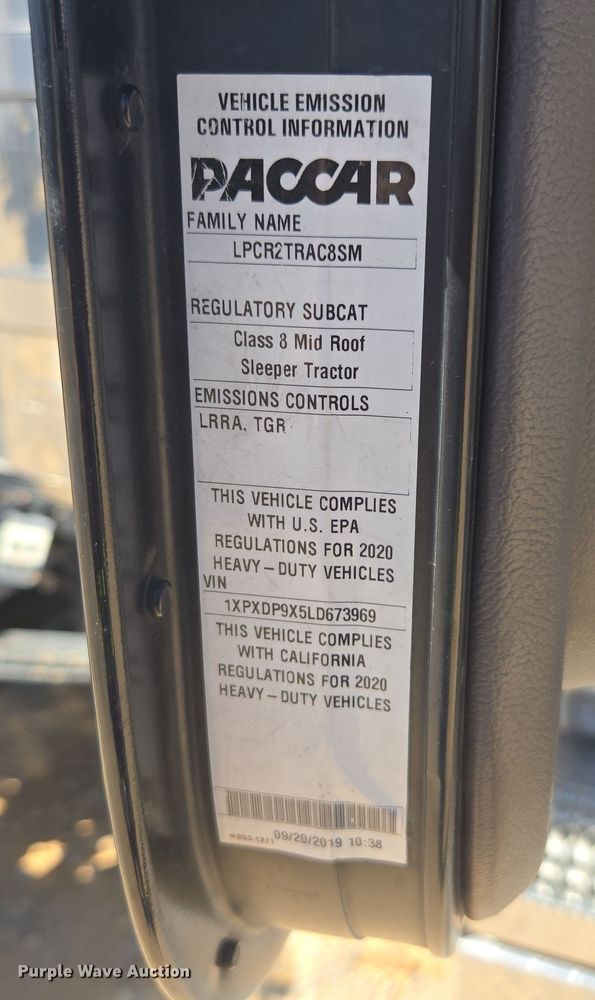 VEHICLE EMISSION
CONTROL INFORMATION
PACCAR
FAMILY NAME
LPCR2TRAC8SM
REGULATORY SUBCAT
Class 8 Mid Roof
Sleeper Tractor
EMISSIONS CONTROLS
LRRA, TGR
THIS VEHICLE COMPLIES
WITH U.S. EPA
REGULATIONS FOR 2020
HEAVY-DUTY VEHICLES
VIN
1XPXDP9X5LD673969
THIS VEHICLE COMPLIES
WITH CALIFORNIA
REGULATIONS FOR 2020
HEAVY-DUTY VEHICLES
09/20/2019 10:38
Purple Wave Auction